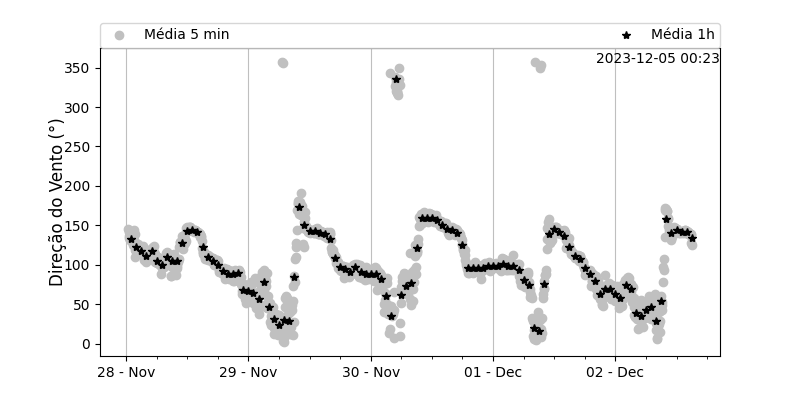 Média 5 min
Média 1h
2023-12-05 00:23
Direção do Vento (°)
350
300
250
200
150
100
50
0
28 - Nov
29 - Nov
30 - Nov
01 - Dec
02 - Dec